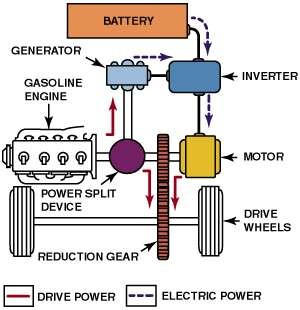 BATTERY
GENERATOR
GASOLINE
ENGINE
INVERTER
MOTOR
POWER SPLIT
DEVICE
DRIVE
WHEELS
REDUCTION GEAR
DRIVE POWER
ELECTRIC POWER